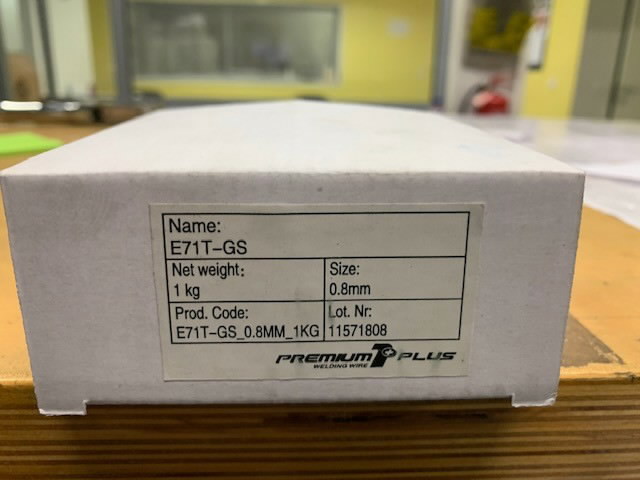 Name:
E71T-GS
Net weight:
1 kg
Size:
0.8mm
Prod. Code:
E71T-GS_0.8MM_1KG
Lot. Nr:
11571808
PREMIUM PLUS
WELDING WIRE